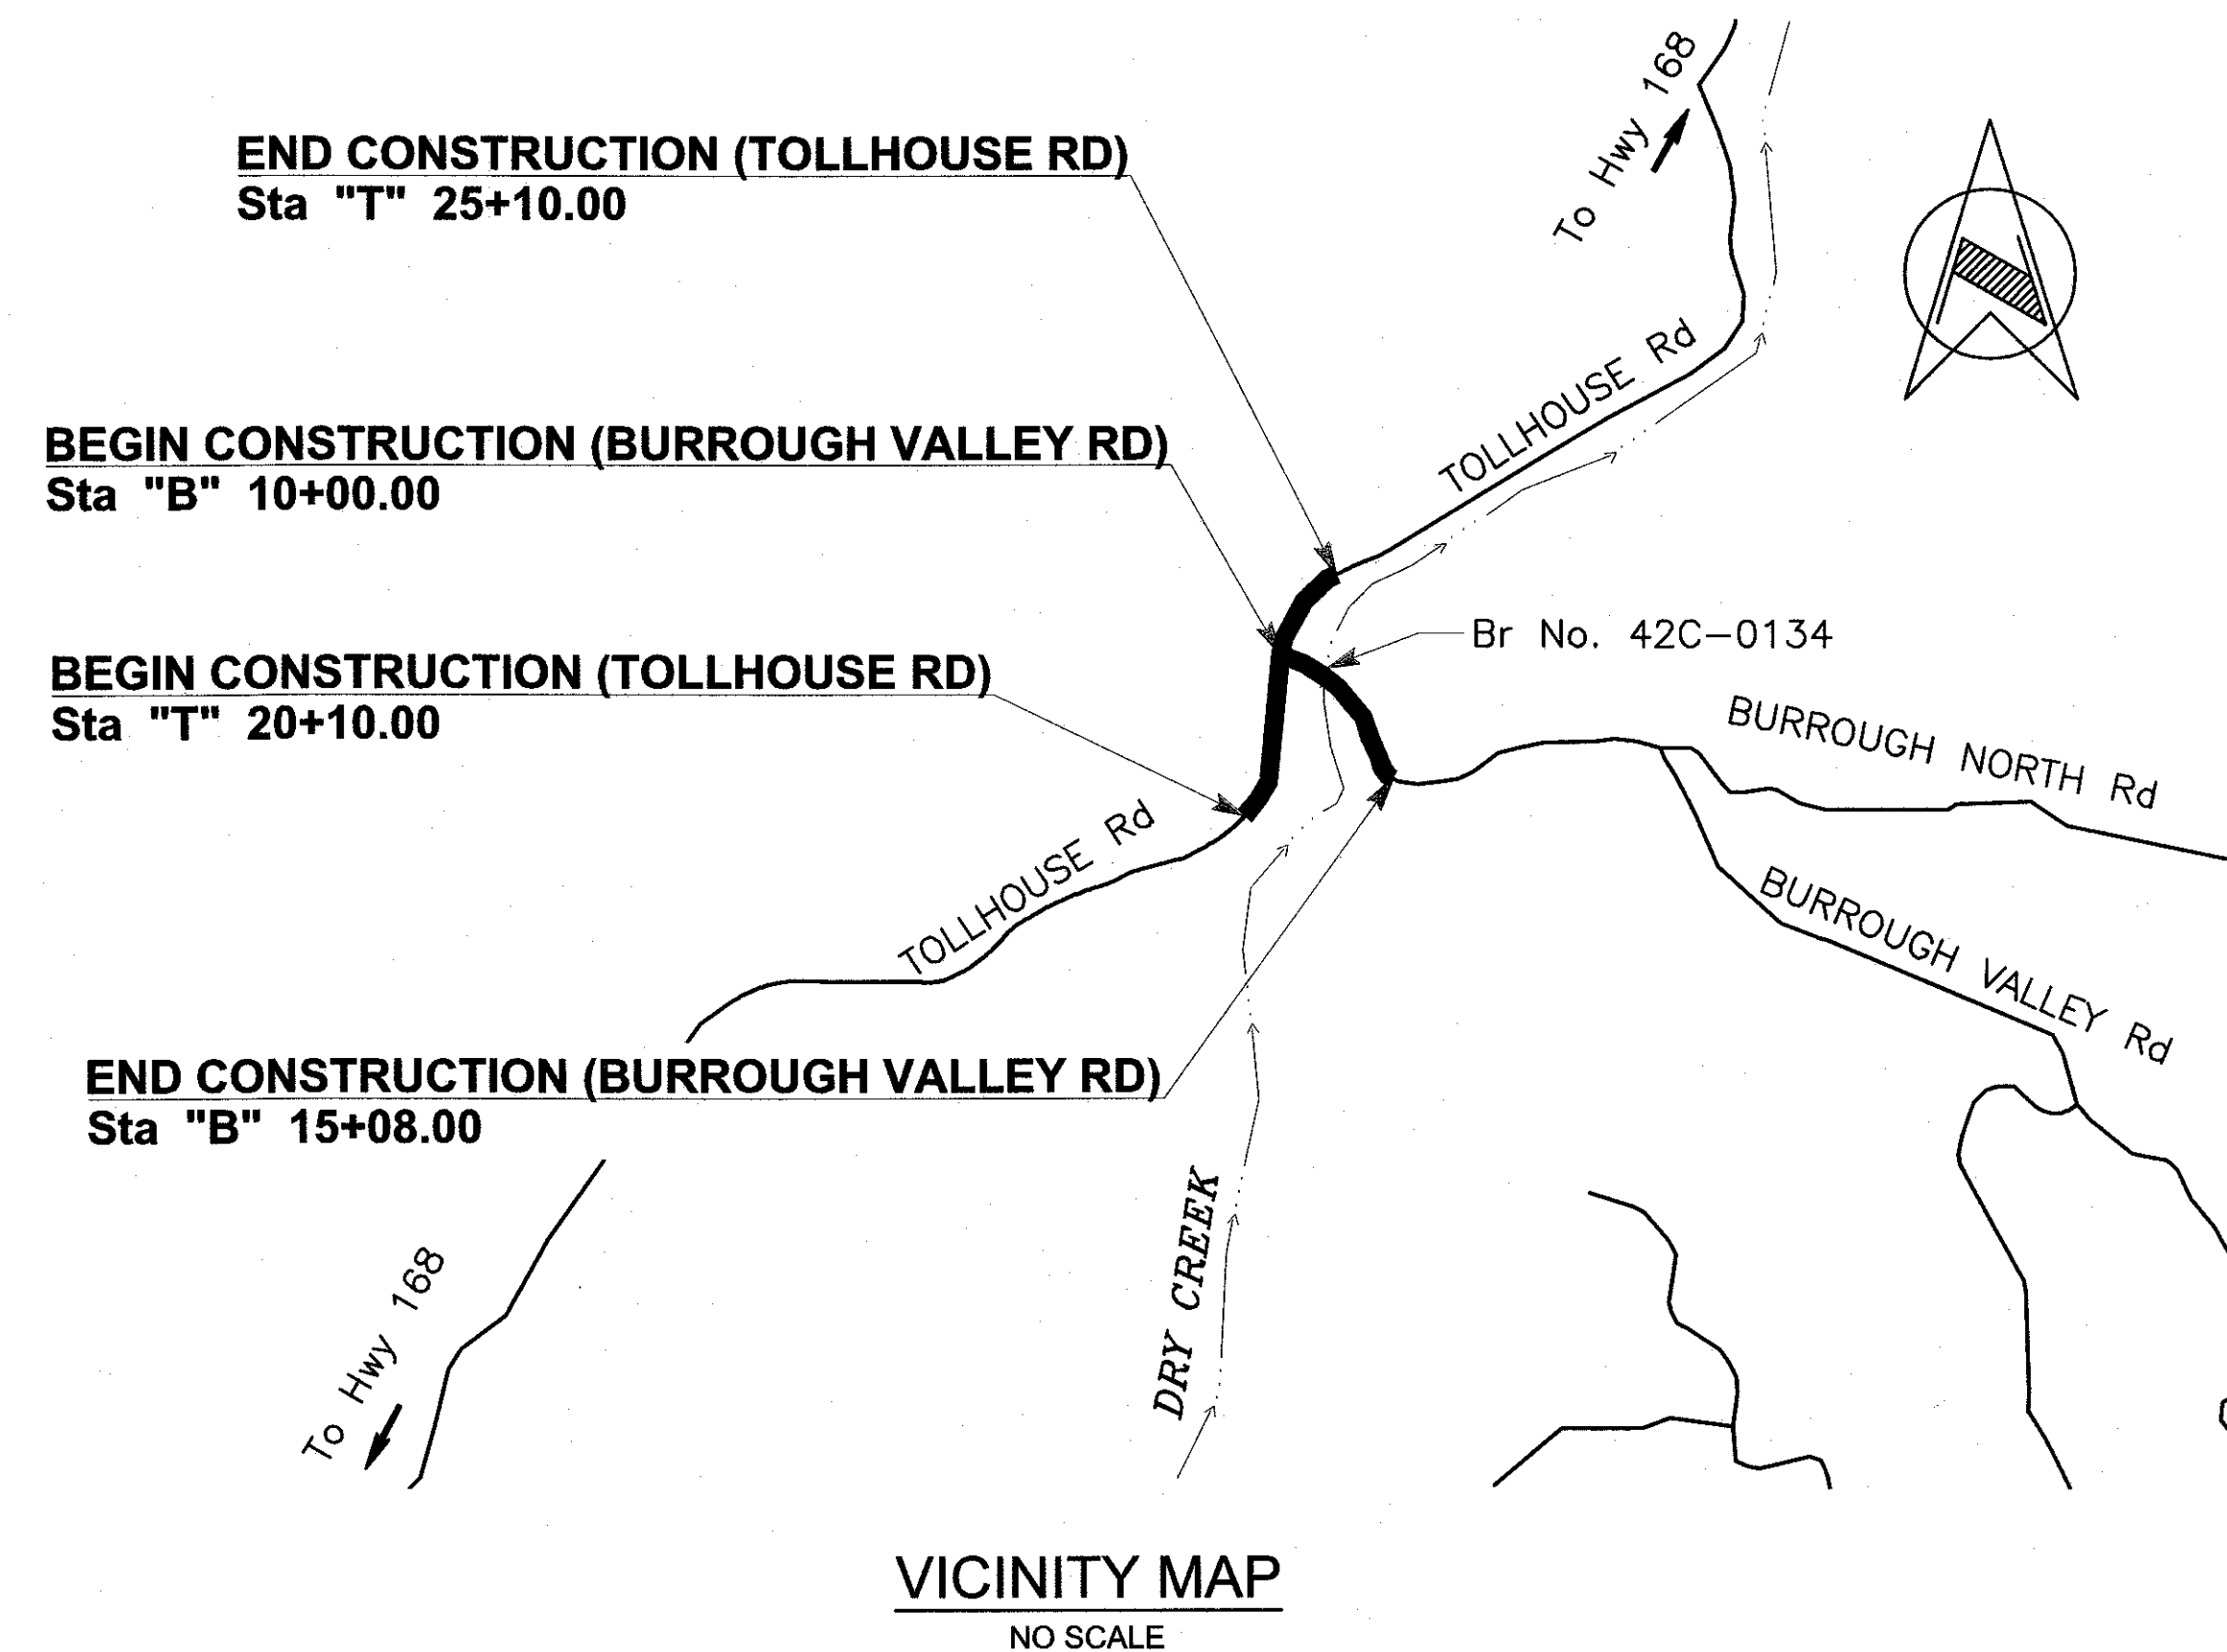 To Hwy 168
END CONSTRUCTION (TOLLHOUSE RD)
Sta "T" 25+10.00
TOLLHOUSE Rd
BEGIN CONSTRUCTION (BURROUGH VALLEY RD)
Sta "B" 10+00.00
Br No. 42C-0134
BEGIN CONSTRUCTION (TOLLHOUSE RD)
Sta "T" 20+10.00
BURROUGH NORTH Rd
TOLLHOUSE Rd
BURROUGH VALLEY Rd
END CONSTRUCTION (BURROUGH VALLEY RD)
Sta "B" 15+08.00
DRY CREEK
To Hwy 168
VICINITY MAP
NO SCALE